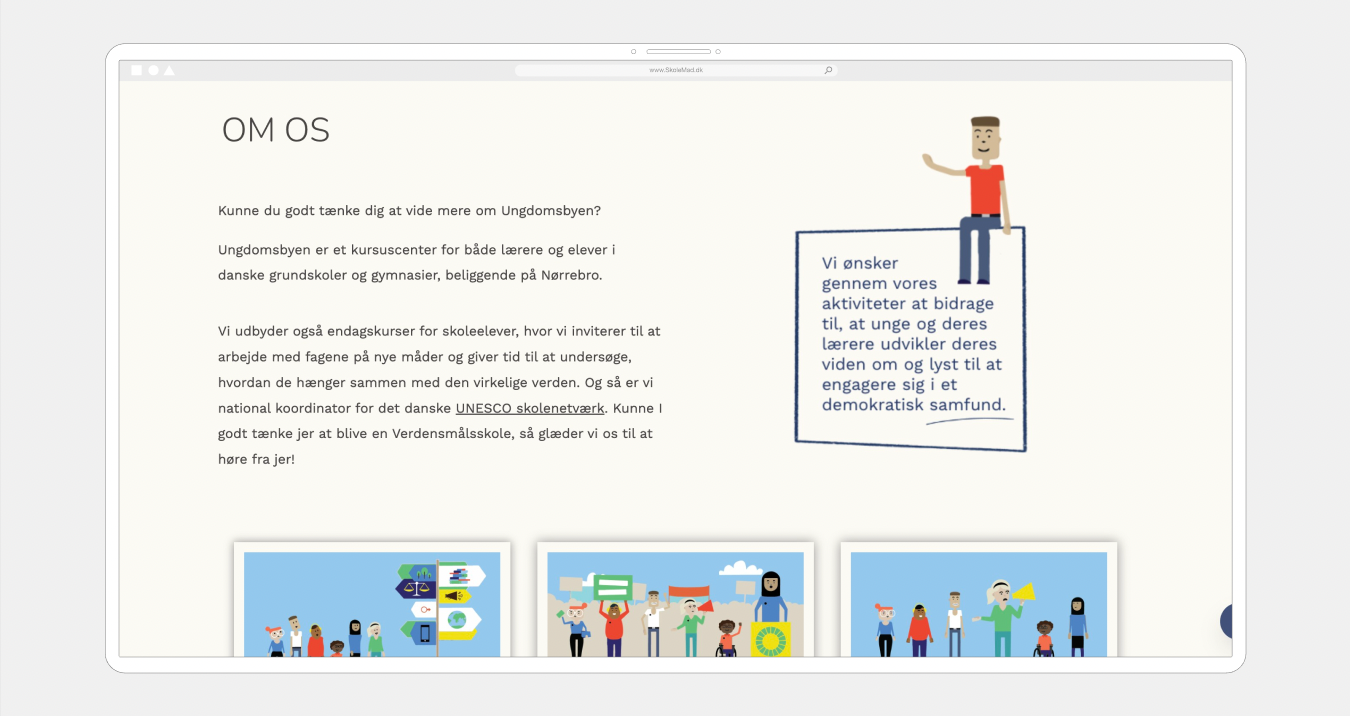 www.SkoleMad.dk
OM OS
Kunne du godt tænke dig at vide mere om Ungdomsbyen?
Ungdomsbyen er et kursuscenter for både lærere og elever i
danske grundskoler og gymnasier, beliggende på Nørrebro.
Vi udbyder også endagskurser for skoleelever, hvor vi inviterer til at
arbejde med fagene på nye måder og giver tid til at undersøge,
hvordan de hænger sammen med den virkelige verden. Og så er vi
national koordinator for det danske UNESCO skolenetværk. Kunne I
godt tænke jer at blive en Verdensmålsskole, så glæder vi os til at
høre fra jer!
Vi ønsker
gennem vores
aktiviteter at bidrage
til, at unge og deres
lærere udvikler deres
viden om og lyst til at
engagere sig i et
demokratisk samfund.